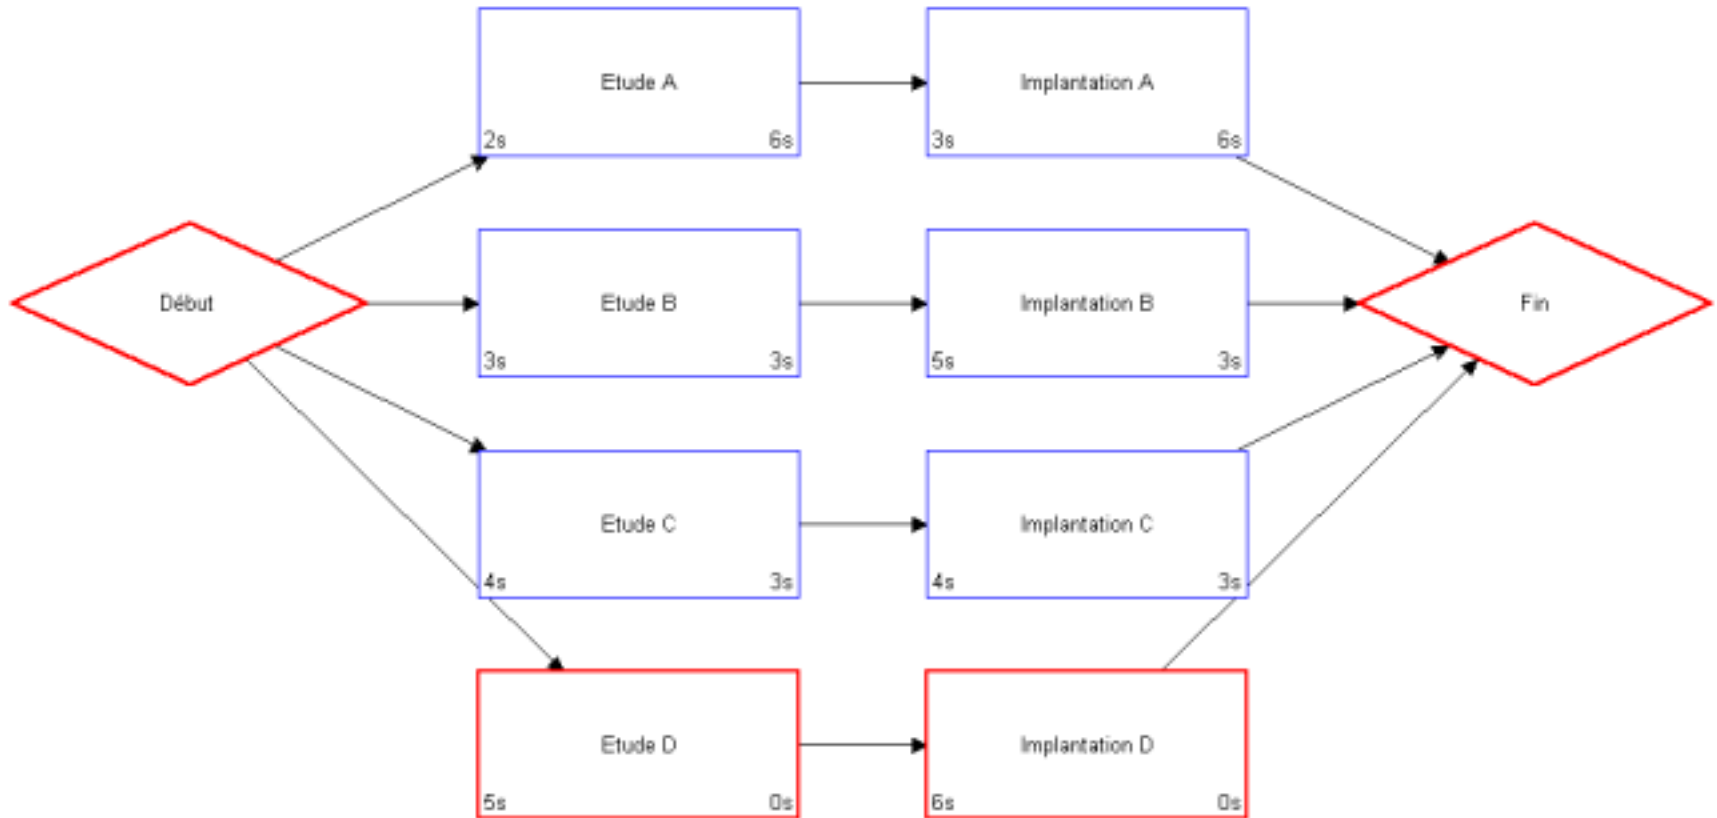 Etude A
2s 6s
Implantation A
3s 6s
Début
Etude B
3s 3s
Implantation B
5s 3s
Fin
Etude C
4s 3s
Implantation C
4s 3s
Etude D
5s 0s
Implantation D
6s 0s